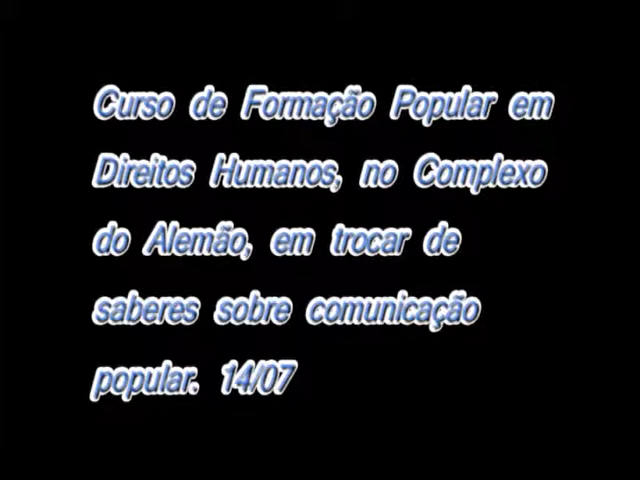 Curso de Formação Popular em
Direitos Humanos, no Complexo
do Alemão, em trocar de
saberes sobre comunicação
popular. 14/07